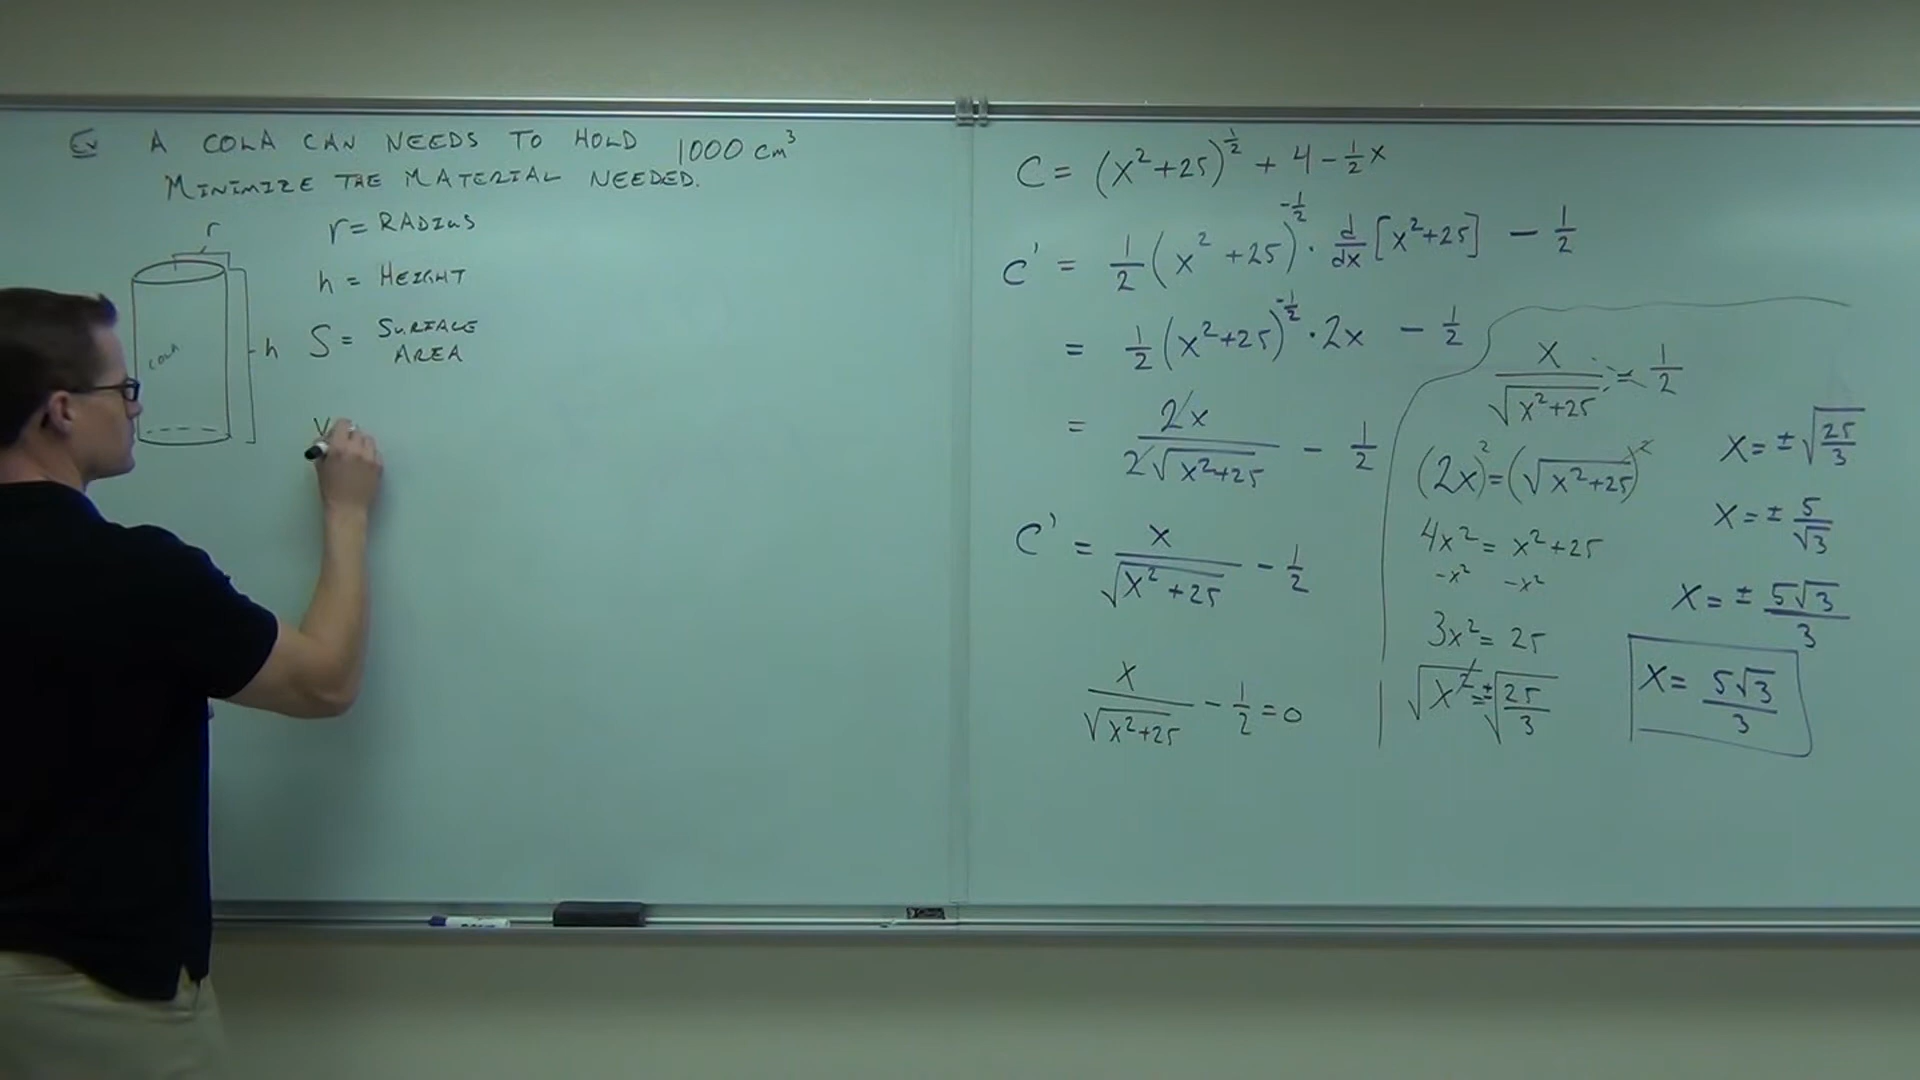 Ex A COLA CAN NEEDS TO HOLD 1000 cm³
MINIMIZE THE MATERIAL NEEDED.
r
r = RADIUS
h = HEIGHT
COLA
h
S = SURFACE AREA
V
C = (x²+25)^½ + 4 - ½x
C' = ½(x² + 25)^-½ · d/dx [x²+25] - ½
= ½(x²+25)^-½ · 2x - ½
= 2x / 2√(x²+25) - ½
C' = x / √(x²+25) - ½
x / √(x²+25) - ½ = 0
x / √(x²+25) = ½
(2x)² = (√(x²+25))²
4x² = x²+25
-x² -x²
3x² = 25
√x² = ±√(25/3)
x = ±√(25/3)
x = ± 5/√3
x = ± 5√3/3
x = 5√3/3